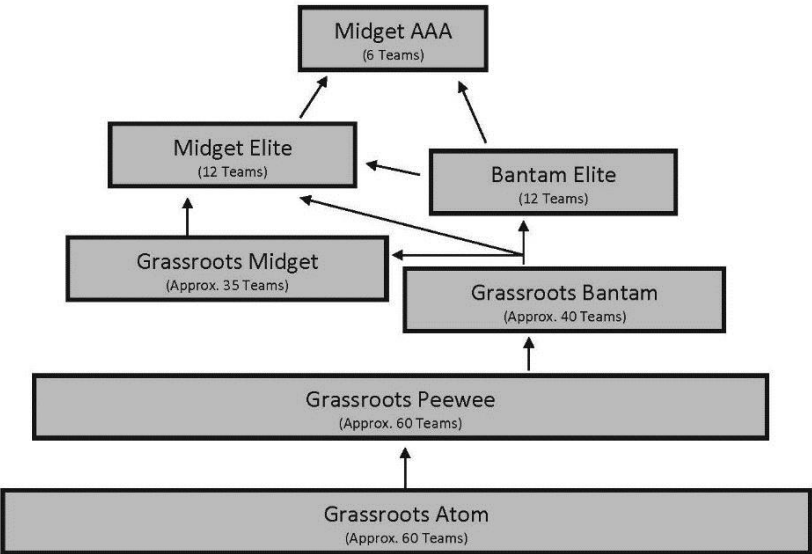 Midget AAA
(6 Teams)
Midget Elite
(12 Teams)
Bantam Elite
(12 Teams)
Grassroots Midget
(Approx. 35 Teams)
Grassroots Bantam
(Approx. 40 Teams)
Grassroots Peewee
(Approx. 60 Teams)
Grassroots Atom
(Approx. 60 Teams)